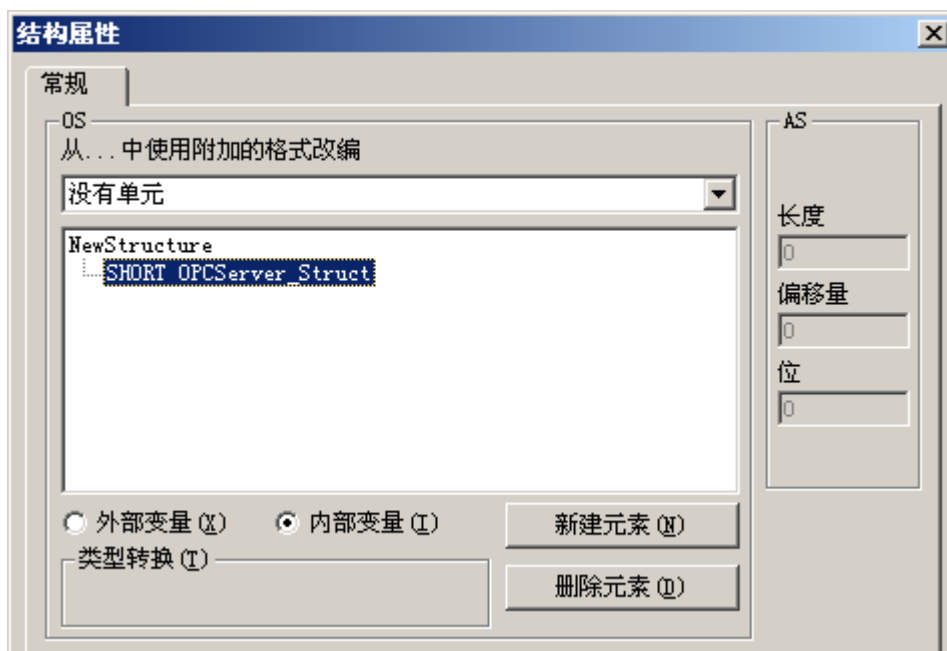 结构属性
常规
OS
从...中使用附加的格式改编
没有单元
NewStructure
SHORT OPCServer_Struct
外部变量(X)
内部变量(I)
新建元素(N)
类型转换(T)
删除元素(D)
AS
长度
0
偏移量
0
位
0